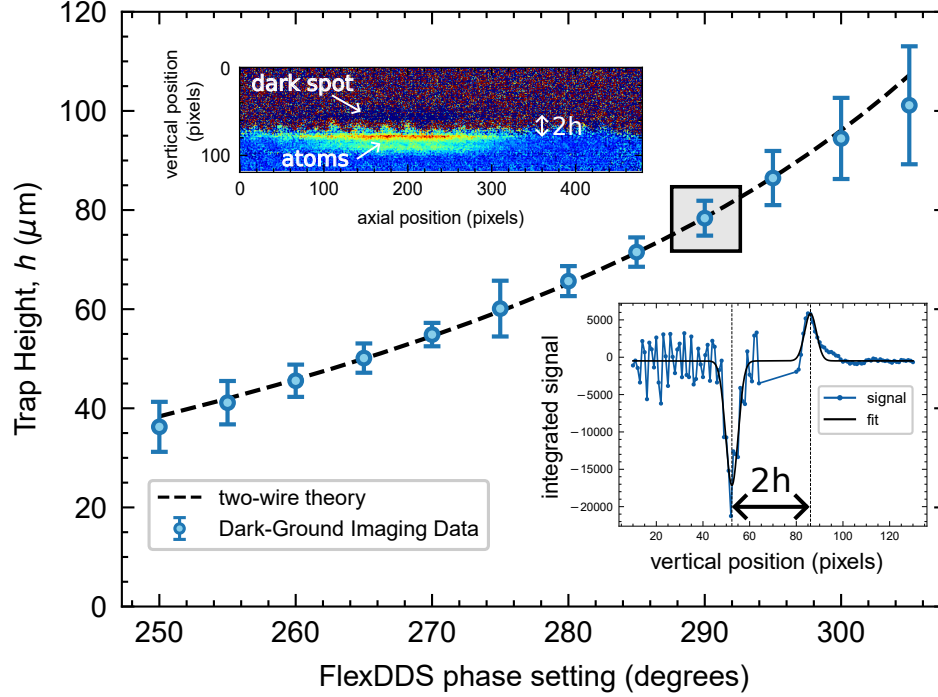 120
100
80
60
40
20
0
Trap Height, h (μm)
250
260
270
280
290
300
FlexDDS phase setting (degrees)
two-wire theory
Dark-Ground Imaging Data
vertical position
(pixels)
0
100
dark spot
atoms
2h
0
100
200
300
400
axial position (pixels)
integrated signal
5000
0
−5000
−10000
−15000
−20000
signal
fit
2h
20
40
60
80
100
120
vertical position (pixels)